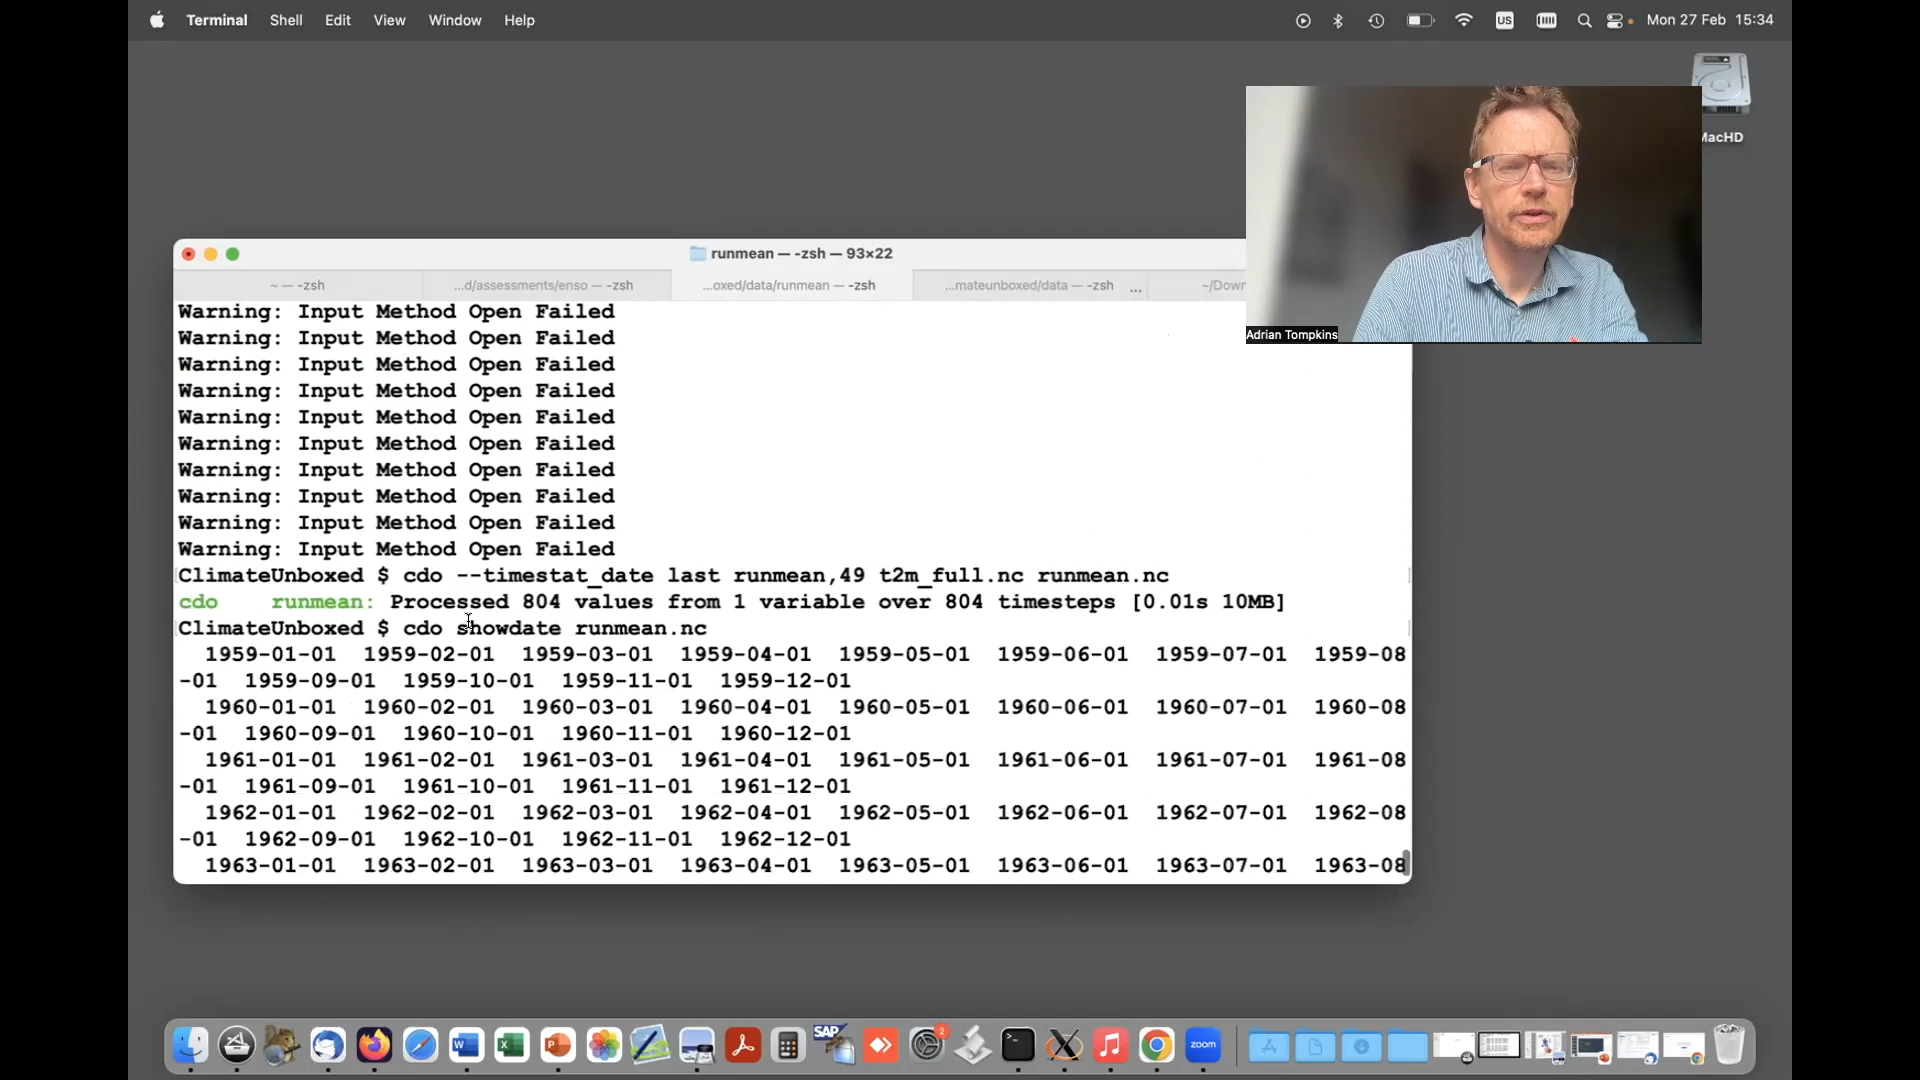 Terminal Shell Edit View Window Help US Mon 27 Feb 15:34
MacHD
Adrian Tompkins
runmean — -zsh — 93×22
~ — -zsh ...d/assessments/enso — -zsh ...oxed/data/runmean — -zsh ...mateunboxed/data — -zsh ... ~/Down
Warning: Input Method Open Failed
Warning: Input Method Open Failed
Warning: Input Method Open Failed
Warning: Input Method Open Failed
Warning: Input Method Open Failed
Warning: Input Method Open Failed
Warning: Input Method Open Failed
Warning: Input Method Open Failed
Warning: Input Method Open Failed
Warning: Input Method Open Failed
ClimateUnboxed $ cdo --timestat_date last runmean,49 t2m_full.nc runmean.nc
cdo runmean: Processed 804 values from 1 variable over 804 timesteps [0.01s 10MB]
ClimateUnboxed $ cdo showdate runmean.nc
1959-01-01 1959-02-01 1959-03-01 1959-04-01 1959-05-01 1959-06-01 1959-07-01 1959-08
-01 1959-09-01 1959-10-01 1959-11-01 1959-12-01
1960-01-01 1960-02-01 1960-03-01 1960-04-01 1960-05-01 1960-06-01 1960-07-01 1960-08
-01 1960-09-01 1960-10-01 1960-11-01 1960-12-01
1961-01-01 1961-02-01 1961-03-01 1961-04-01 1961-05-01 1961-06-01 1961-07-01 1961-08
-01 1961-09-01 1961-10-01 1961-11-01 1961-12-01
1962-01-01 1962-02-01 1962-03-01 1962-04-01 1962-05-01 1962-06-01 1962-07-01 1962-08
-01 1962-09-01 1962-10-01 1962-11-01 1962-12-01
1963-01-01 1963-02-01 1963-03-01 1963-04-01 1963-05-01 1963-06-01 1963-07-01 1963-08
W X P SAP 2 zoom